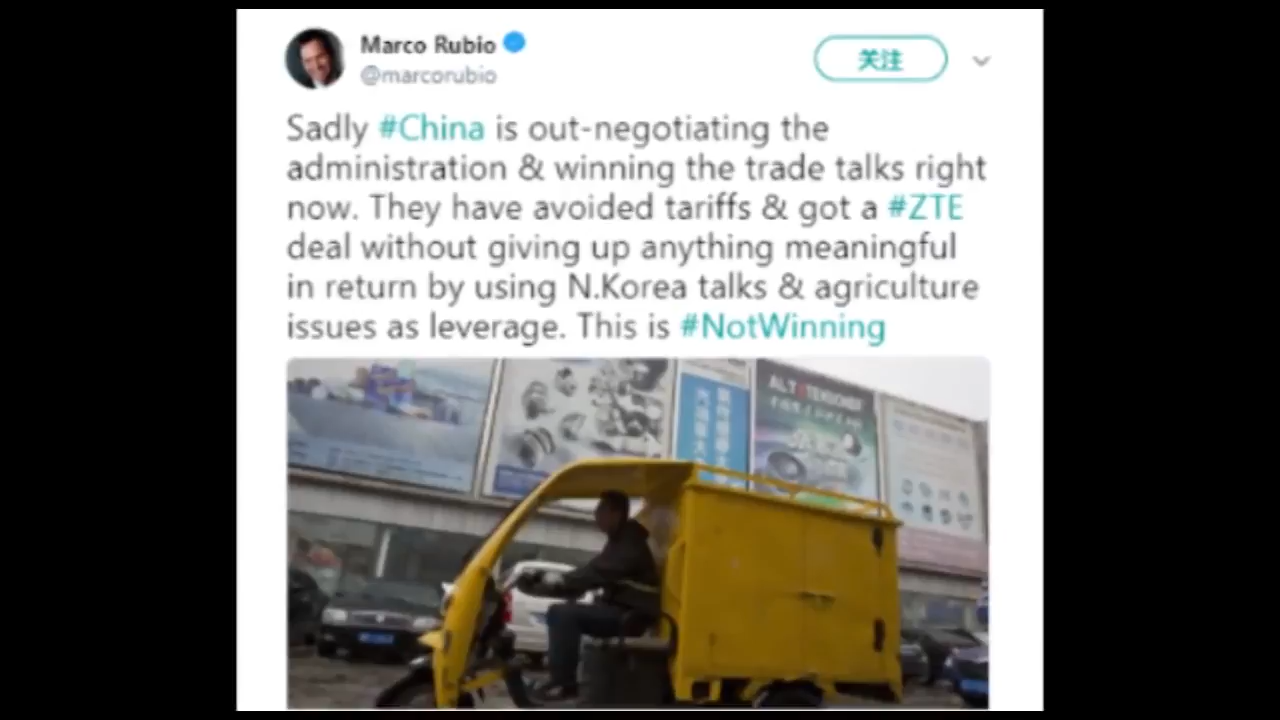 Marco Rubio
@marcorubio
关注
Sadly #China is out-negotiating the
administration & winning the trade talks right
now. They have avoided tariffs & got a #ZTE
deal without giving up anything meaningful
in return by using N.Korea talks & agriculture
issues as leverage. This is #NotWinning